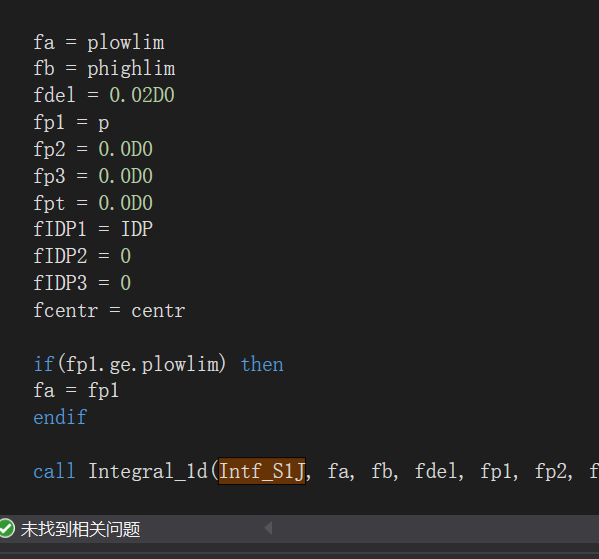 fa = plowlim
fb = phighlim
fdel = 0.02D0
fp1 = p
fp2 = 0.0D0
fp3 = 0.0D0
fpt = 0.0D0
fIDP1 = IDP
fIDP2 = 0
fIDP3 = 0
fcentr = centr
if(fp1.ge.plowlim) then
fa = fp1
endif
call Integral_1d(Intf_S1J, fa, fb, fdel, fp1, fp2, f
未找到相关问题